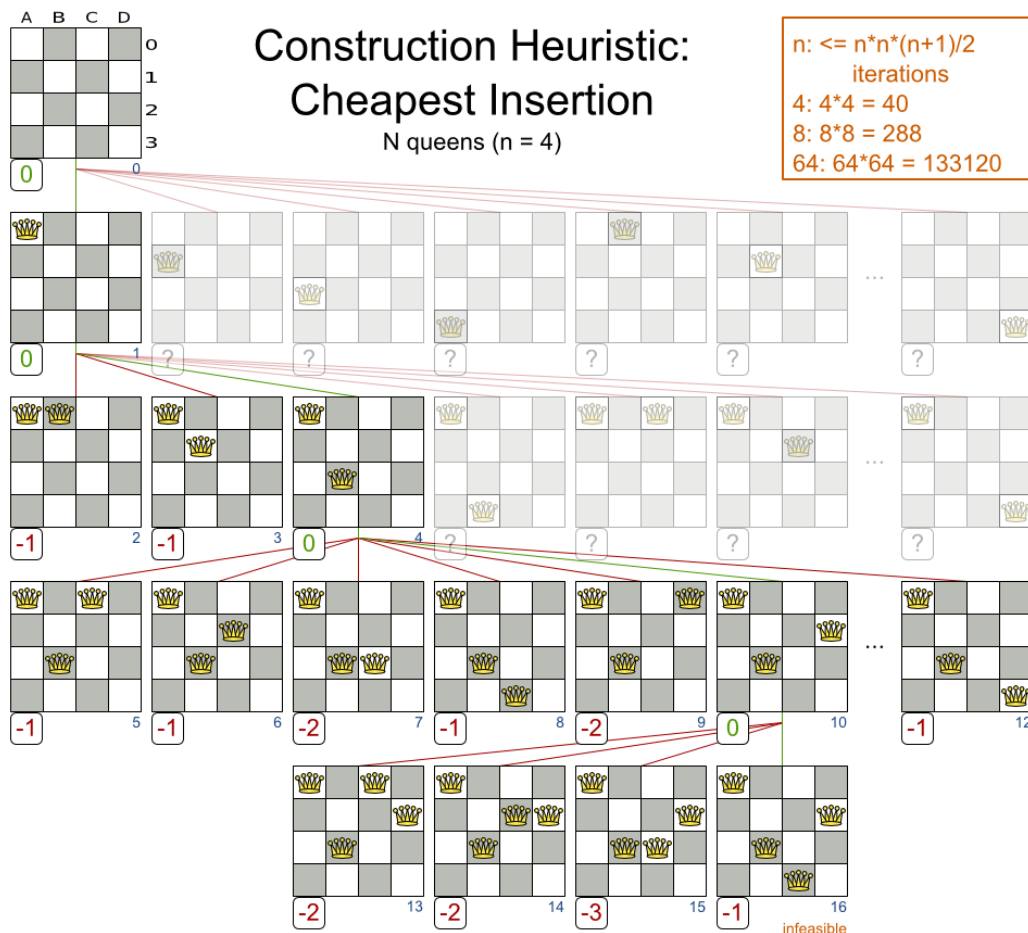 A B C D
0
1
2
3
Construction Heuristic:
Cheapest Insertion
N queens (n = 4)
n: <= n*n*(n+1)/2
iterations
4: 4*4 = 40
8: 8*8 = 288
64: 64*64 = 133120
0 0
0 1 ? ? ? ? ? ?
...
-1 2 -1 3 0 4 ? ? ? ?
...
-1 5 -1 6 -2 7 -1 8 -2 9 0 10 -1 12
...
-2 13 -2 14 -3 15 -1 16
infeasible